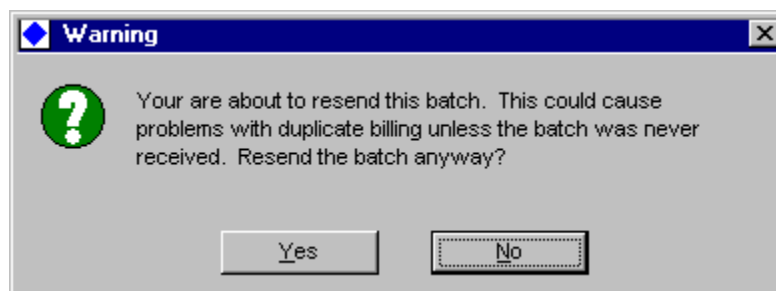 Warning
Your are about to resend this batch.  This could cause
problems with duplicate billing unless the batch was never
received.  Resend the batch anyway?
Yes No